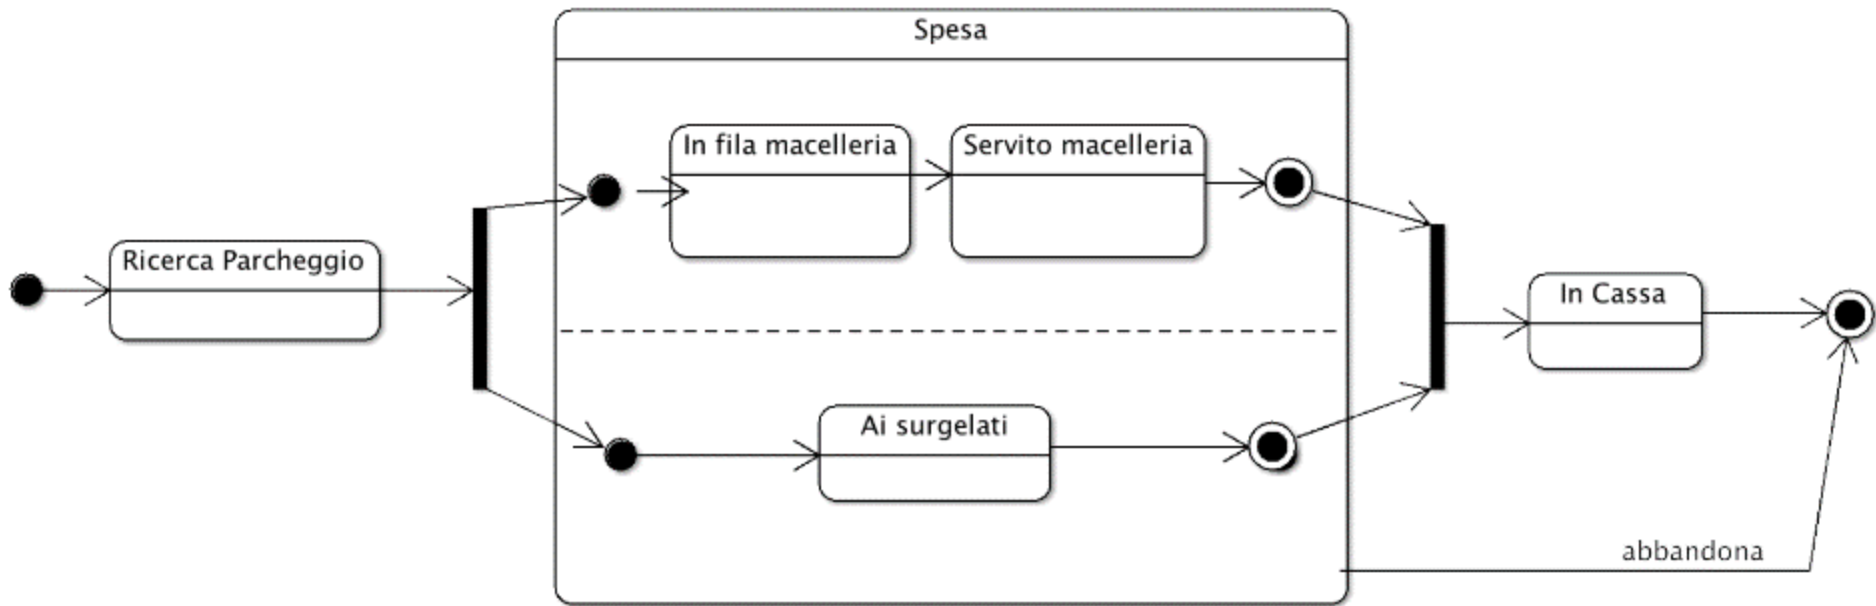 Spesa
In fila macelleria
Servito macelleria
Ricerca Parcheggio
In Cassa
Ai surgelati
abbandona